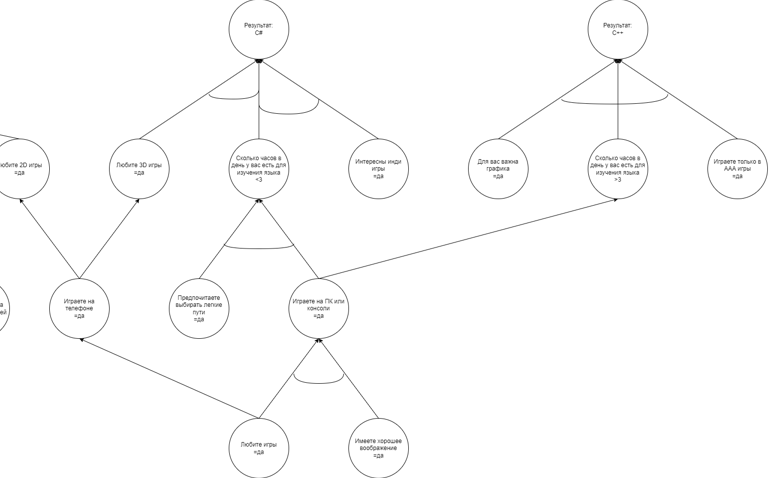 Результат:
C#
Результат:
C++
юбите 2D игры
=да
Любите 3D игры
=да
Сколько часов в
день у вас есть для
изучения языка
<3
Интересны инди
игры
=да
Для вас важна
графика
=да
Сколько часов в
день у вас есть для
изучения языка
>3
Играете только в
AAA игры
=да
а
ей
Играете на
телефоне
=да
Предпочитаете
выбирать легкие
пути
=да
Играете на ПК или
консоли
=да
Любите игры
=да
Имеете хорошее
воображение
=да